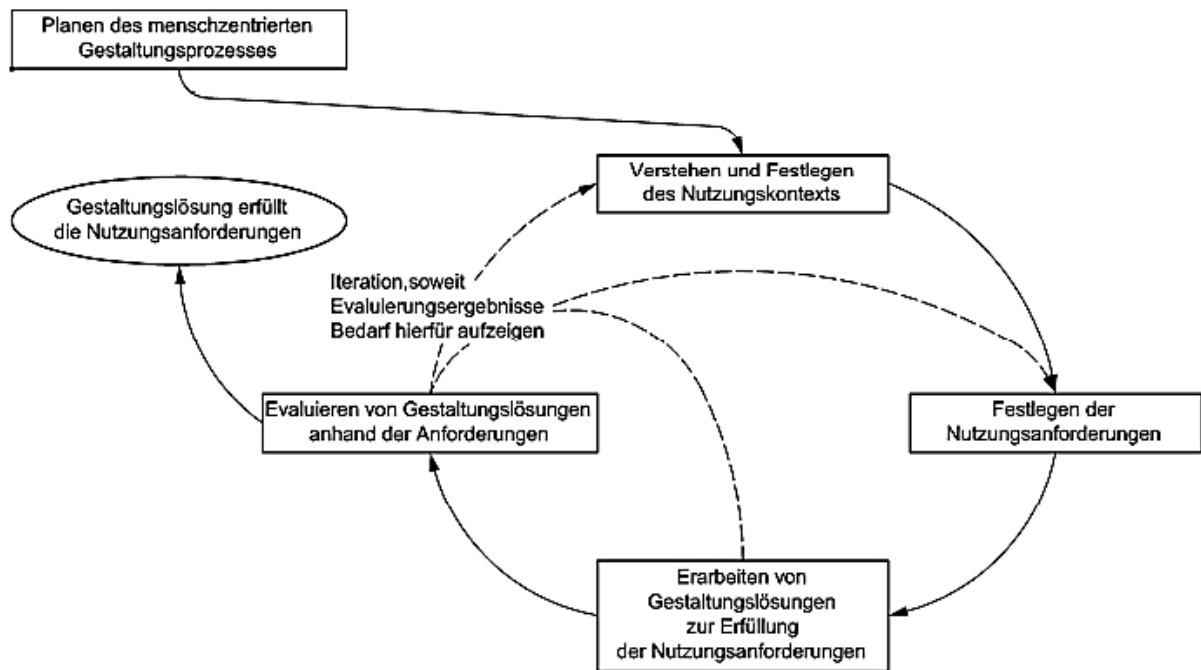 Planen des menschzentrierten
Gestaltungsprozesses
Verstehen und Festlegen
des Nutzungskontexts
Gestaltungslösung erfüllt
die Nutzungsanforderungen
Iteration,soweit
Evaluierungsergebnisse
Bedarf hierfür aufzeigen
Evaluieren von Gestaltungslösungen
anhand der Anforderungen
Festlegen der
Nutzungsanforderungen
Erarbeiten von
Gestaltungslösungen
zur Erfüllung
der Nutzungsanforderungen